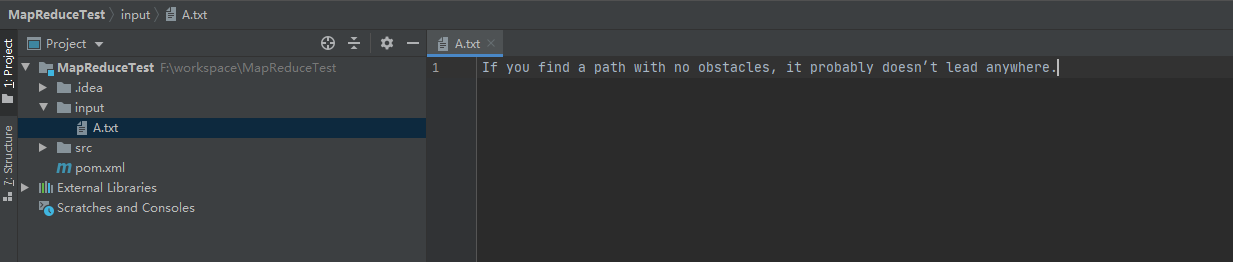 MapReduceTest input A.txt
1: Project
Project
A.txt
MapReduceTest F:\workspace\MapReduceTest
.idea
input
A.txt
src
m pom.xml
External Libraries
Scratches and Consoles
7: Structure
1 If you find a path with no obstacles, it probably doesn’t lead anywhere.